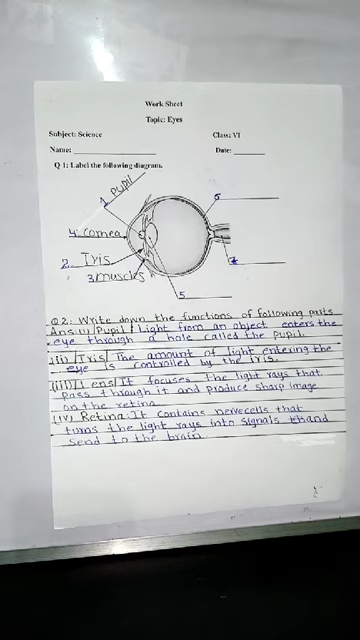 Work Sheet
Topic: Eyes
Subject: Science Class: VI
Name: Date:
Q 1: Label the following diagram.
1 Pupil
6
4. Cornea
2 Iris
3 muscles
5
Q2: Write down the functions of following parts
Ans:(i) Pupil / Light from an object enters the
eye through a hole called the pupil.
(ii) Iris / The amount of light entering the
eye is controlled by the iris.
(iii) Lens / It focuses the light rays that
pass through it and produce sharp image
on the retina
(iv) Retina: It contains nerve cells that
turns the light rays into signals and
send to the brain